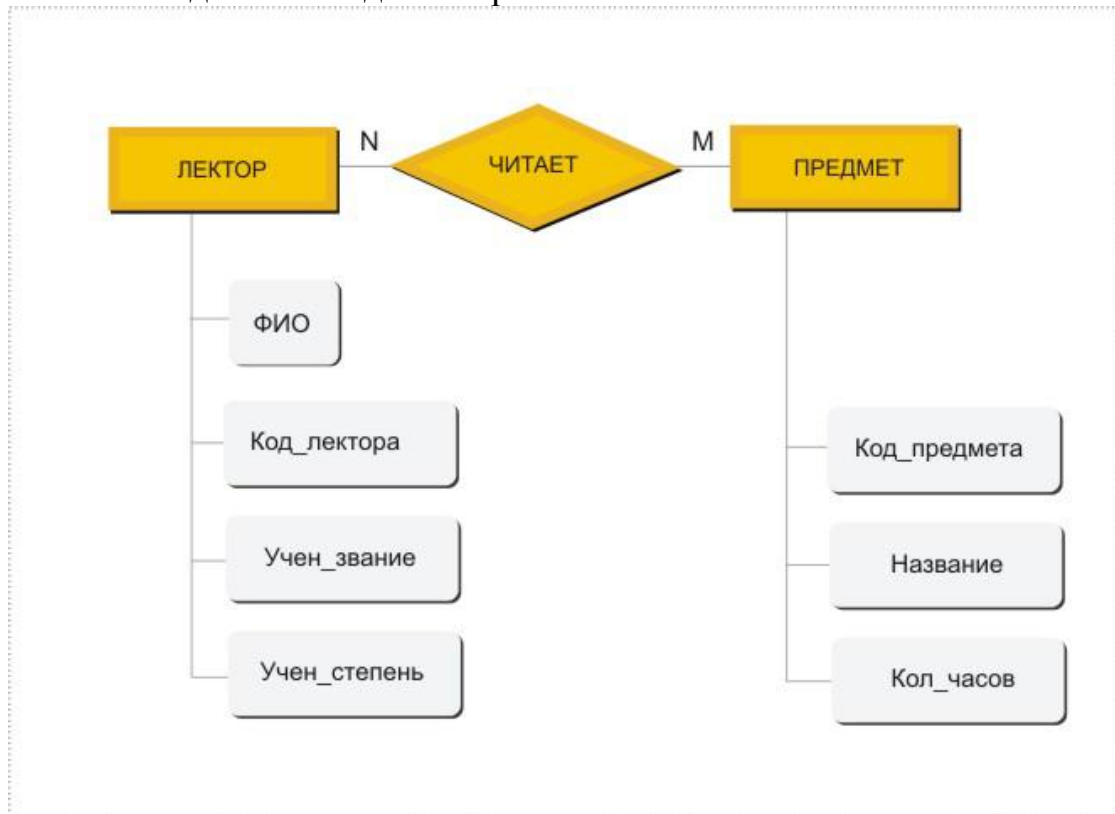 ЛЕКТОР N ЧИТАЕТ M ПРЕДМЕТ
ФИО
Код_лектора
Учен_звание
Учен_степень
Код_предмета
Название
Кол_часов